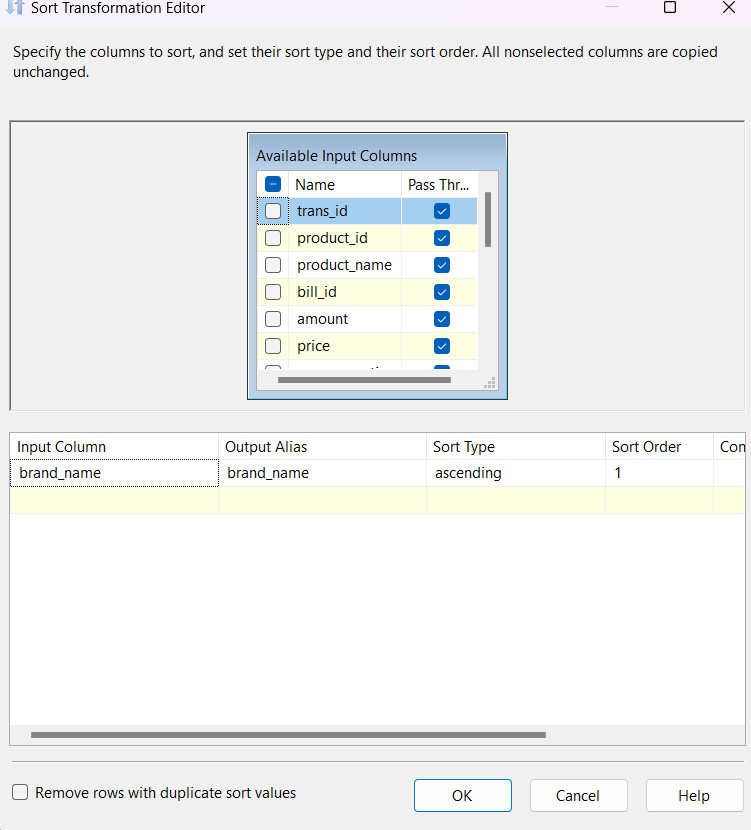 Sort Transformation Editor
Specify the columns to sort, and set their sort type and their sort order. All nonselected columns are copied
unchanged.
Available Input Columns
Name Pass Thr...
trans_id
product_id
product_name
bill_id
amount
price
Input Column Output Alias Sort Type Sort Order Con
brand_name brand_name ascending 1
Remove rows with duplicate sort values
OK Cancel Help